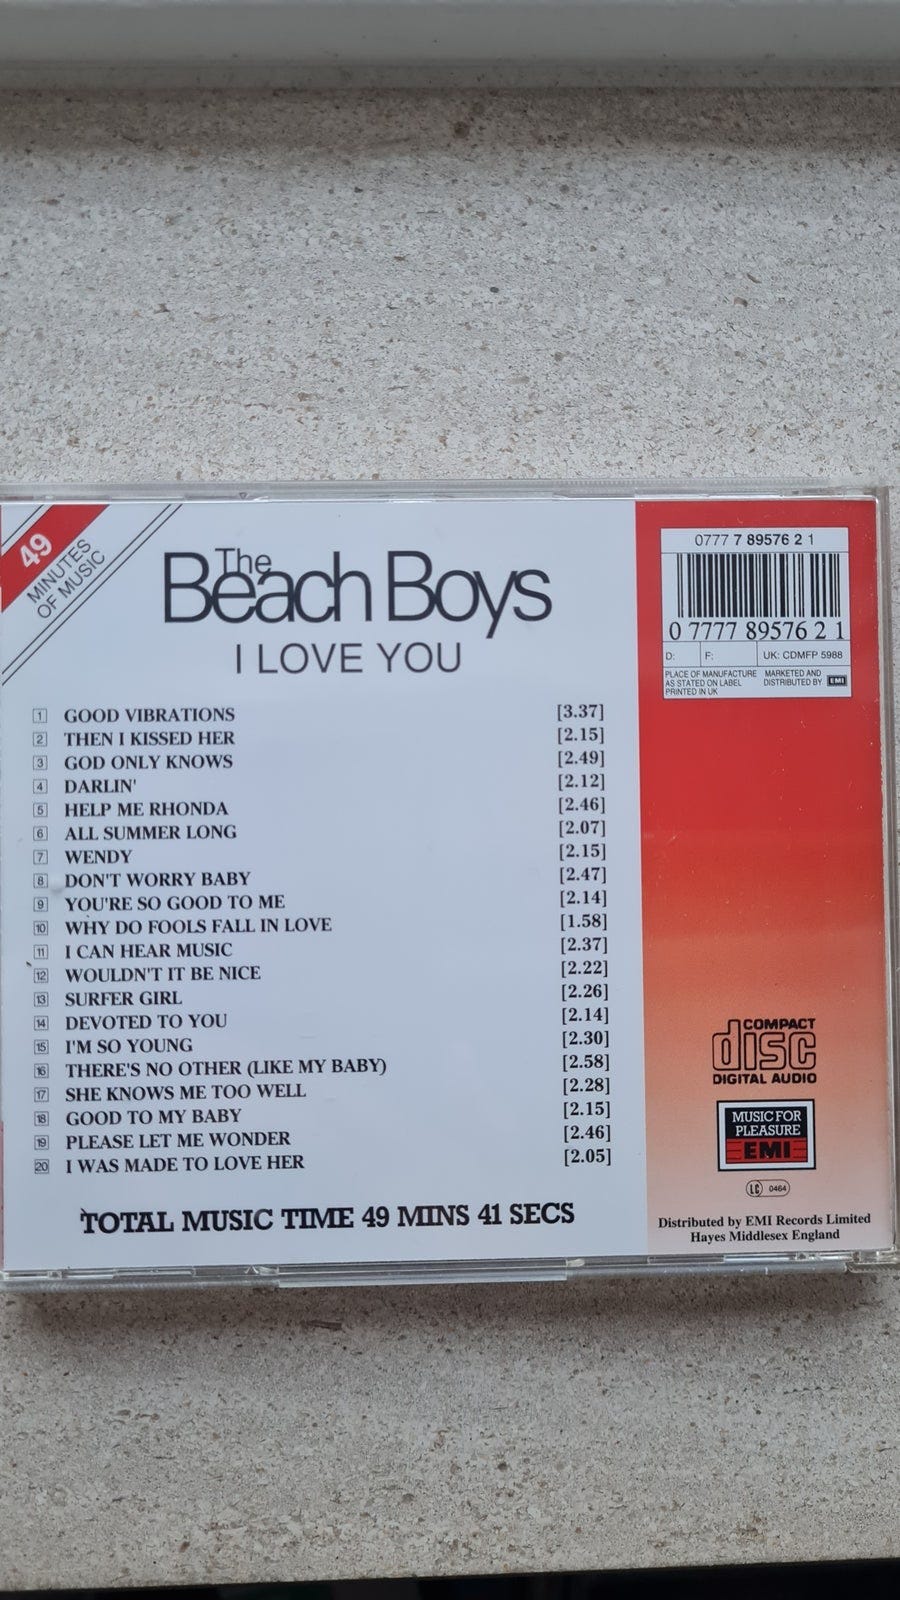 49
MINUTES
OF MUSIC
The
Beach Boys
I LOVE YOU
1 GOOD VIBRATIONS [3.37]
2 THEN I KISSED HER [2.15]
3 GOD ONLY KNOWS [2.49]
4 DARLIN' [2.12]
5 HELP ME RHONDA [2.46]
6 ALL SUMMER LONG [2.07]
7 WENDY [2.15]
8 DON'T WORRY BABY [2.47]
9 YOU'RE SO GOOD TO ME [2.14]
10 WHY DO FOOLS FALL IN LOVE [1.58]
11 I CAN HEAR MUSIC [2.37]
12 WOULDN'T IT BE NICE [2.22]
13 SURFER GIRL [2.26]
14 DEVOTED TO YOU [2.14]
15 I'M SO YOUNG [2.30]
16 THERE'S NO OTHER (LIKE MY BABY) [2.58]
17 SHE KNOWS ME TOO WELL [2.28]
18 GOOD TO MY BABY [2.15]
19 PLEASE LET ME WONDER [2.46]
20 I WAS MADE TO LOVE HER [2.05]
TOTAL MUSIC TIME 49 MINS 41 SECS
0777 7 89576 2 1
0 7777 89576 2 1
D: F: UK: CDMFP 5988
PLACE OF MANUFACTURE
AS STATED ON LABEL
PRINTED IN UK
MARKETED AND
DISTRIBUTED BY EMI
COMPACT
disc
DIGITAL AUDIO
MUSIC FOR
PLEASURE
EMI
LC 0464
Distributed by EMI Records Limited
Hayes Middlesex England